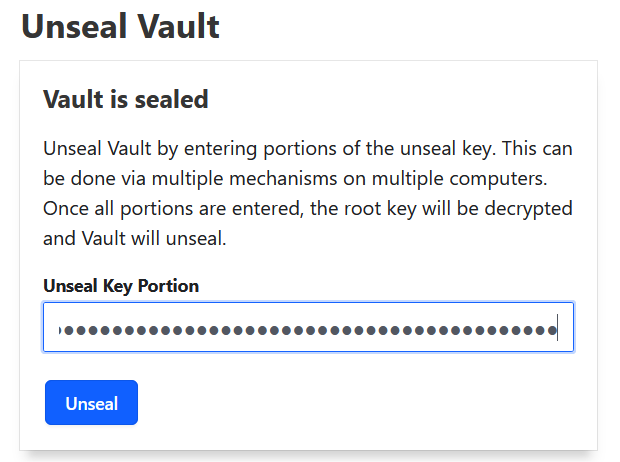 Unseal Vault
Vault is sealed
Unseal Vault by entering portions of the unseal key. This can
be done via multiple mechanisms on multiple computers.
Once all portions are entered, the root key will be decrypted
and Vault will unseal.
Unseal Key Portion
Unseal